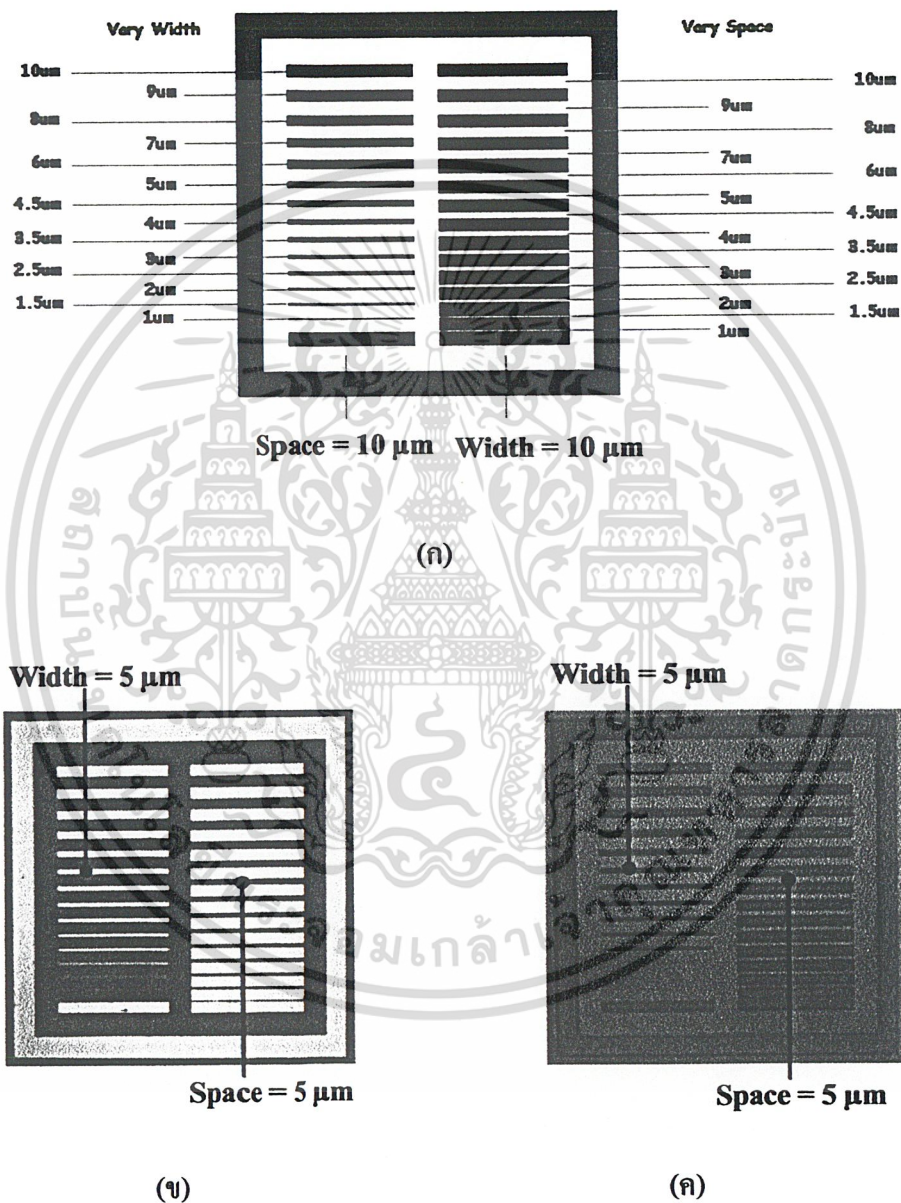 Very Width Very Space
10um 10um
9um 9um
8um 8um
7um 7um
6um 6um
5um 5um
4.5um 4.5um
4um 4um
3.5um 3.5um
3um 3um
2.5um 2.5um
2um 2um
1.5um 1.5um
1um 1um
Space = 10 μm Width = 10 μm
(ก)
Width = 5 μm Width = 5 μm
Space = 5 μm Space = 5 μm
(ข) (ค)